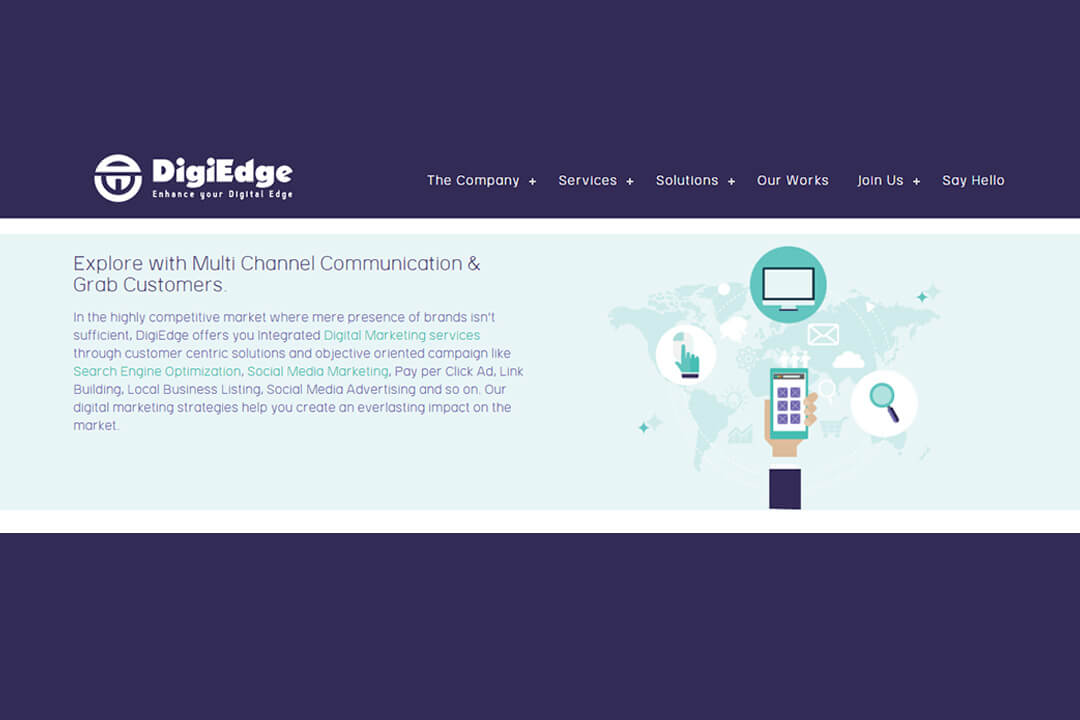 DigiEdge
Enhance your Digital Edge
The Company + Services + Solutions + Our Works Join Us + Say Hello
Explore with Multi Channel Communication &
Grab Customers.
In the highly competitive market where mere presence of brands isn't
sufficient, DigiEdge offers you Integrated Digital Marketing services
through customer centric solutions and objective oriented campaign like
Search Engine Optimization, Social Media Marketing, Pay per Click Ad, Link
Building, Local Business Listing, Social Media Advertising and so on. Our
digital marketing strategies help you create an everlasting impact on the
market.